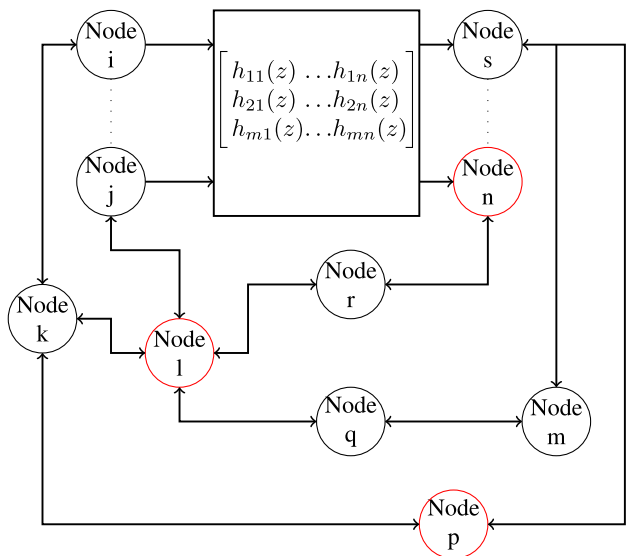 Node
i
Node
s
h₁₁(z) ...h₁ₙ(z)
h₂₁(z) ...h₂ₙ(z)
hₘ₁(z)...hₘₙ(z)
Node
j
Node
n
Node
r
Node
k
Node
l
Node
q
Node
m
Node
p